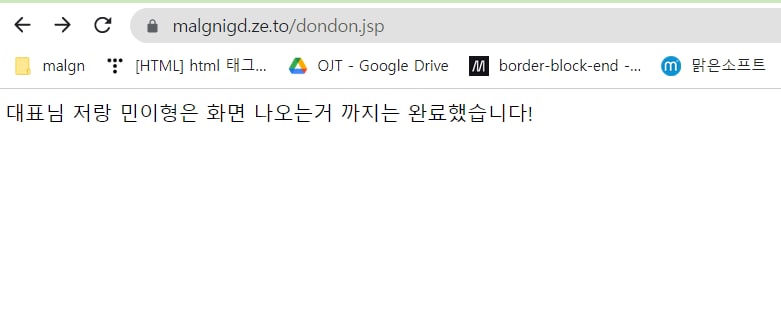 malgnigd.ze.to/dondon.jsp
malgn [HTML] html 태그... OJT - Google Drive M border-block-end -... m 맑은소프트
대표님 저랑 민이형은 화면 나오는거 까지는 완료했습니다!